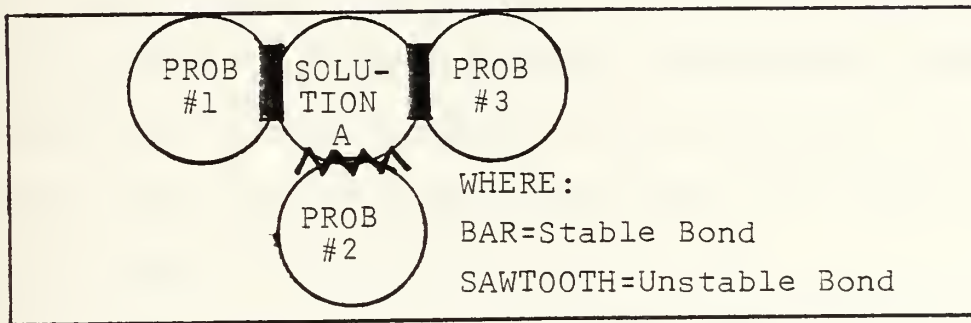 PROB
#1
SOLU-
TION
A
PROB
#3
PROB
#2
WHERE:
BAR=Stable Bond
SAWTOOTH=Unstable Bond